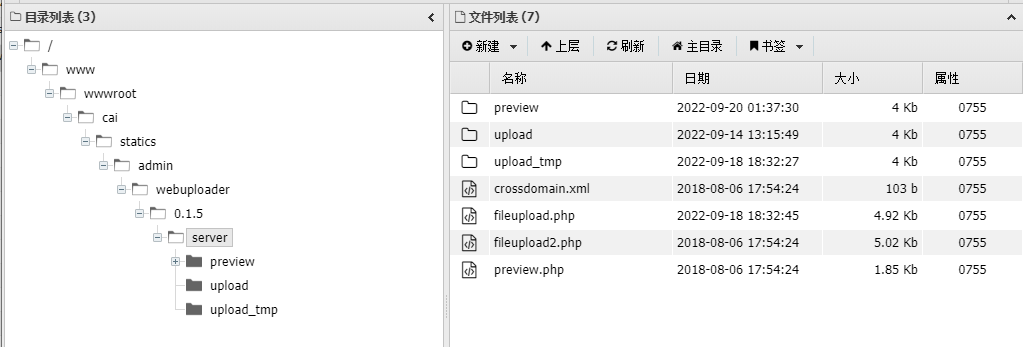 目录列表 (3)
/
www
wwwroot
cai
statics
admin
webuploader
0.1.5
server
preview
upload
upload_tmp
文件列表 (7)
新建 上层 刷新 主目录 书签
名称 日期 大小 属性
preview 2022-09-20 01:37:30 4 Kb 0755
upload 2022-09-14 13:15:49 4 Kb 0755
upload_tmp 2022-09-18 18:32:27 4 Kb 0755
crossdomain.xml 2018-08-06 17:54:24 103 b 0755
fileupload.php 2022-09-18 18:32:45 4.92 Kb 0755
fileupload2.php 2018-08-06 17:54:24 5.02 Kb 0755
preview.php 2018-08-06 17:54:24 1.85 Kb 0755